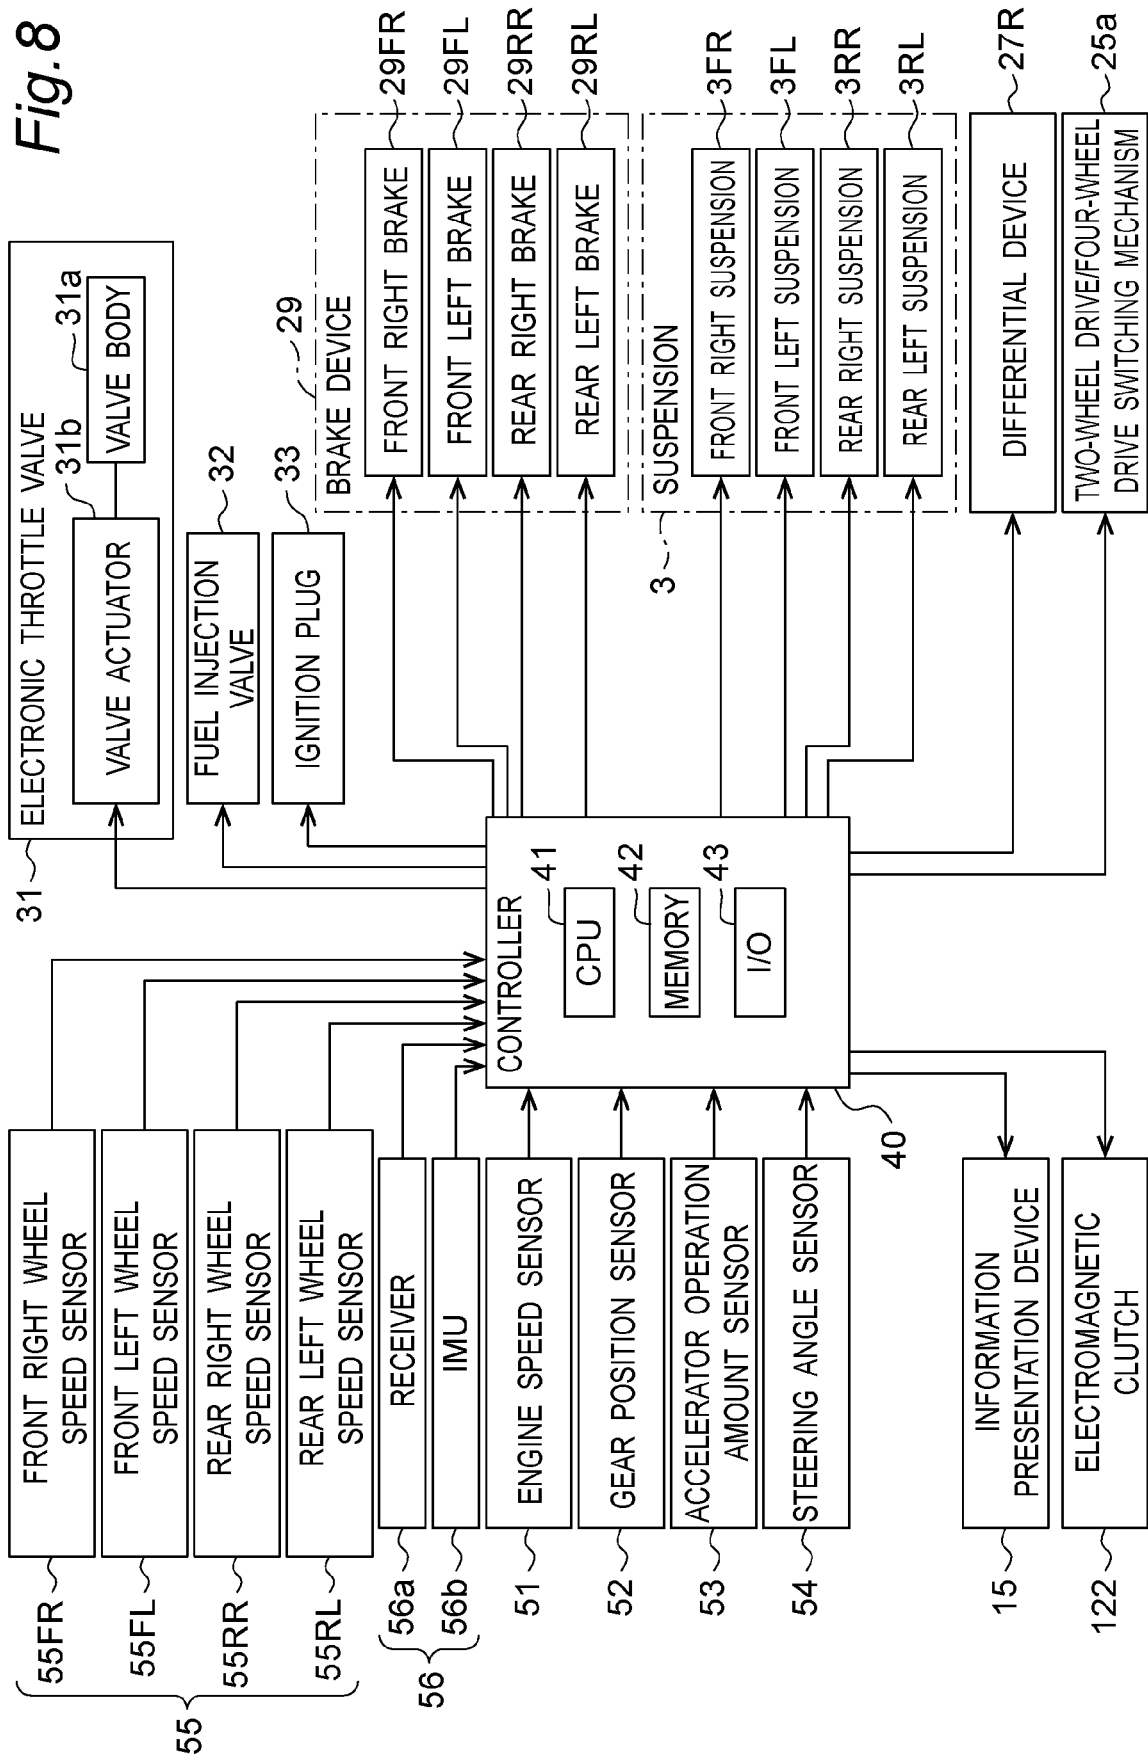 Fig.8
55
55FR
FRONT RIGHT WHEEL
SPEED SENSOR
55FL
FRONT LEFT WHEEL
SPEED SENSOR
55RR
REAR RIGHT WHEEL
SPEED SENSOR
55RL
REAR LEFT WHEEL
SPEED SENSOR
56
56a
RECEIVER
56b
IMU
51
ENGINE SPEED SENSOR
52
GEAR POSITION SENSOR
53
ACCELERATOR OPERATION
AMOUNT SENSOR
54
STEERING ANGLE SENSOR
15
INFORMATION
PRESENTATION DEVICE
122
ELECTROMAGNETIC
CLUTCH
CONTROLLER
40
41
CPU
42
MEMORY
43
I/O
31
ELECTRONIC THROTTLE VALVE
31b
VALVE ACTUATOR
31a
VALVE BODY
32
FUEL INJECTION
VALVE
33
IGNITION PLUG
29
BRAKE DEVICE
FRONT RIGHT BRAKE
29FR
FRONT LEFT BRAKE
29FL
REAR RIGHT BRAKE
29RR
REAR LEFT BRAKE
29RL
3
SUSPENSION
FRONT RIGHT SUSPENSION
3FR
FRONT LEFT SUSPENSION
3FL
REAR RIGHT SUSPENSION
3RR
REAR LEFT SUSPENSION
3RL
DIFFERENTIAL DEVICE
27R
TWO-WHEEL DRIVE/FOUR-WHEEL
DRIVE SWITCHING MECHANISM
25a